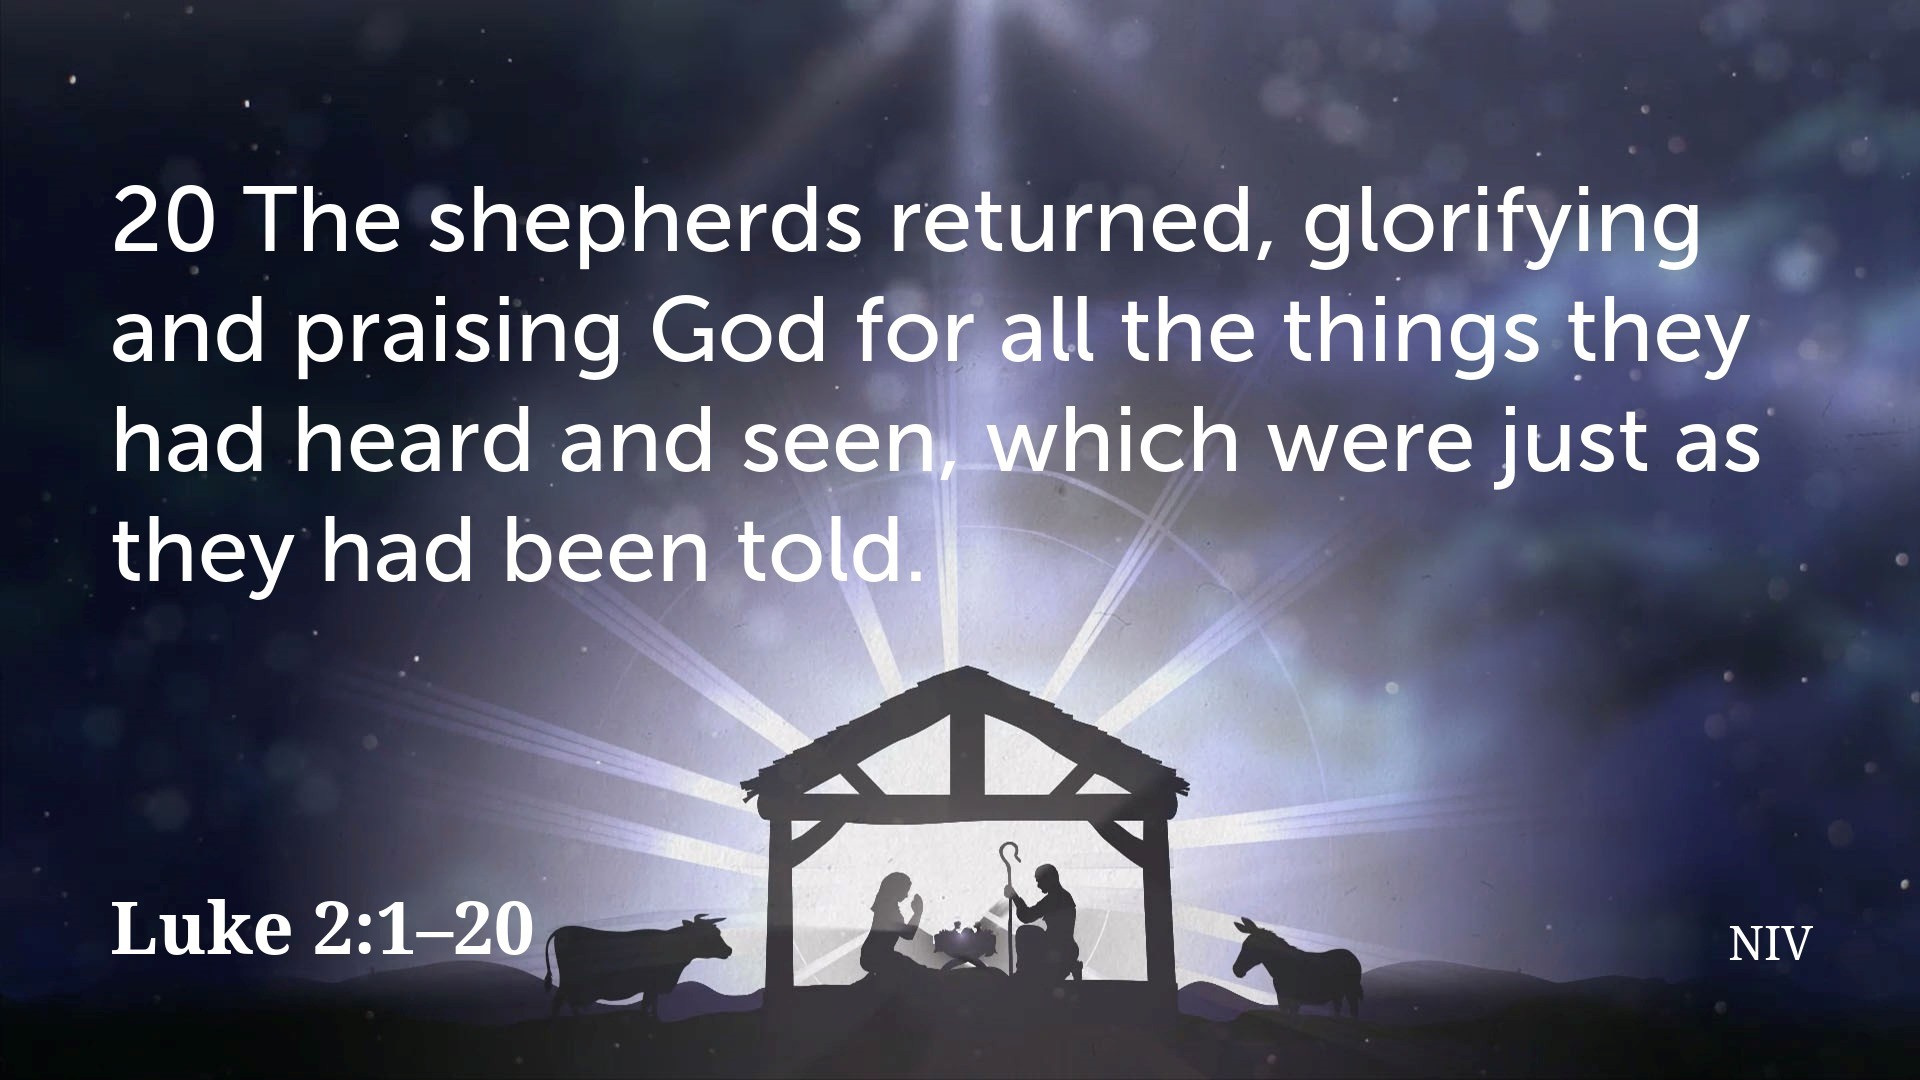 20 The shepherds returned, glorifying
and praising God for all the things they
had heard and seen, which were just as
they had been told.
Luke 2:1–20
NIV